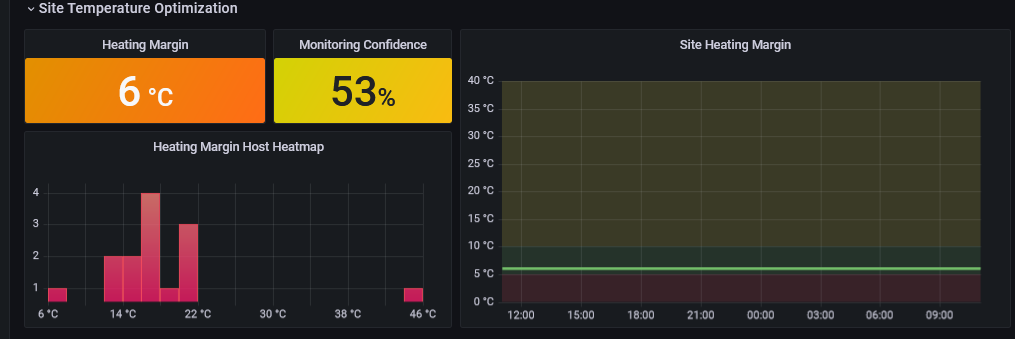 Site Temperature Optimization
Heating Margin
6 °C
Monitoring Confidence
53%
Heating Margin Host Heatmap
4
3
2
1
6 °C 14 °C 22 °C 30 °C 38 °C 46 °C
Site Heating Margin
40 °C
35 °C
30 °C
25 °C
20 °C
15 °C
10 °C
5 °C
0 °C
12:00 15:00 18:00 21:00 00:00 03:00 06:00 09:00